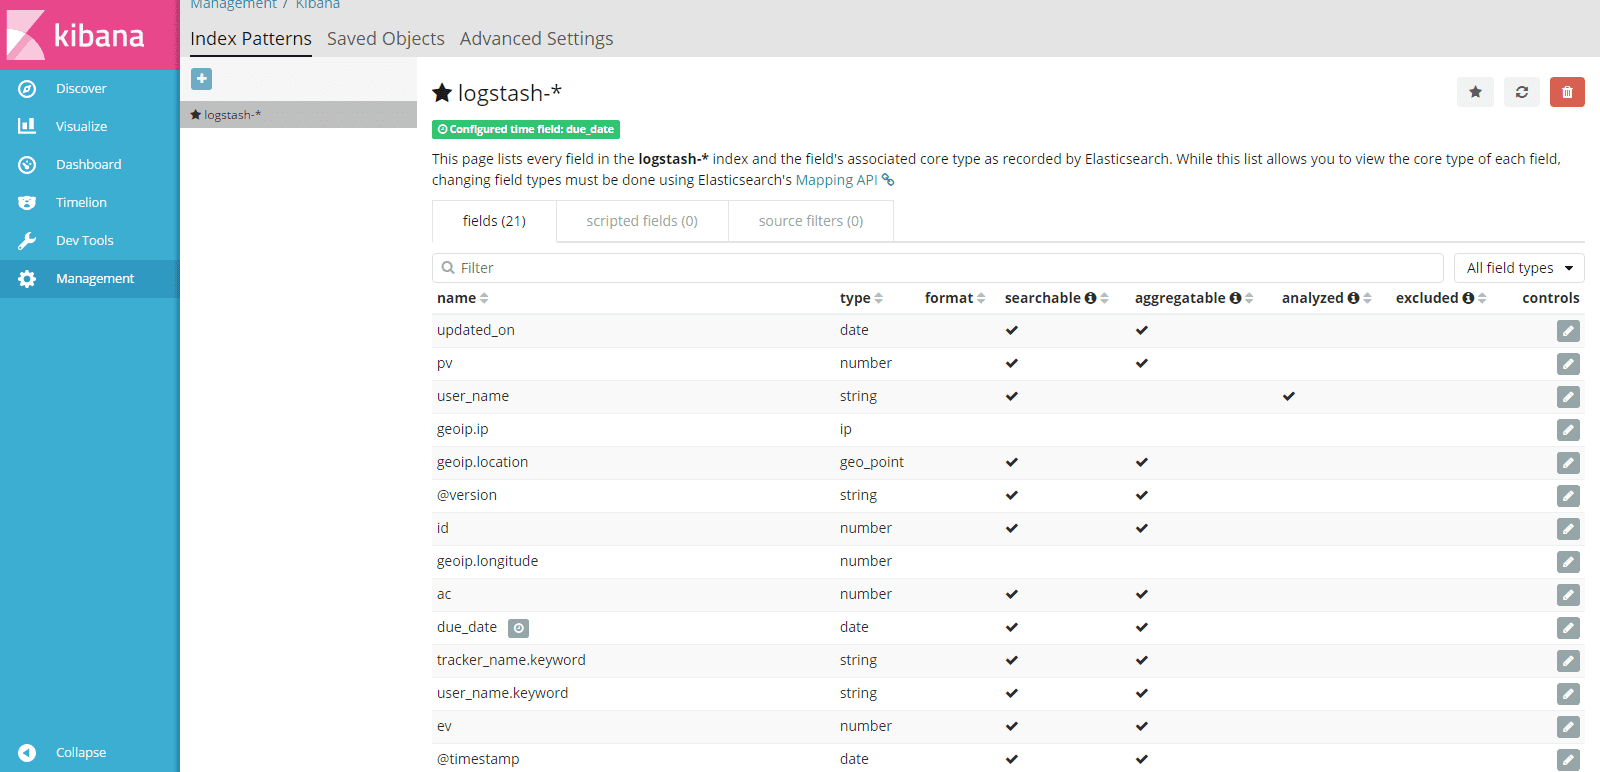 Management / Kibana
kibana
Index Patterns Saved Objects Advanced Settings
Discover
Visualize
Dashboard
Timelion
Dev Tools
Management
Collapse
logstash-*
logstash-*
Configured time field: due_date
This page lists every field in the logstash-* index and the field's associated core type as recorded by Elasticsearch. While this list allows you to view the core type of each field,
changing field types must be done using Elasticsearch's Mapping API
fields (21) scripted fields (0) source filters (0)
Filter All field types
name type format searchable aggregatable analyzed excluded controls
updated_on date
pv number
user_name string
geoip.ip ip
geoip.location geo_point
@version string
id number
geoip.longitude number
ac number
due_date date
tracker_name.keyword string
user_name.keyword string
ev number
@timestamp date